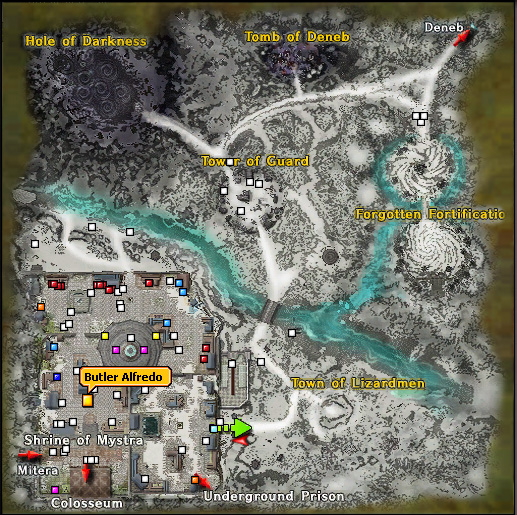 Deneb
Hole of Darkness
Tomb of Deneb
Tower of Guard
Forgotten Fortificatio
Butler Alfredo
Town of Lizardmen
Shrine of Mystra
Mitera
Colosseum
Underground Prison